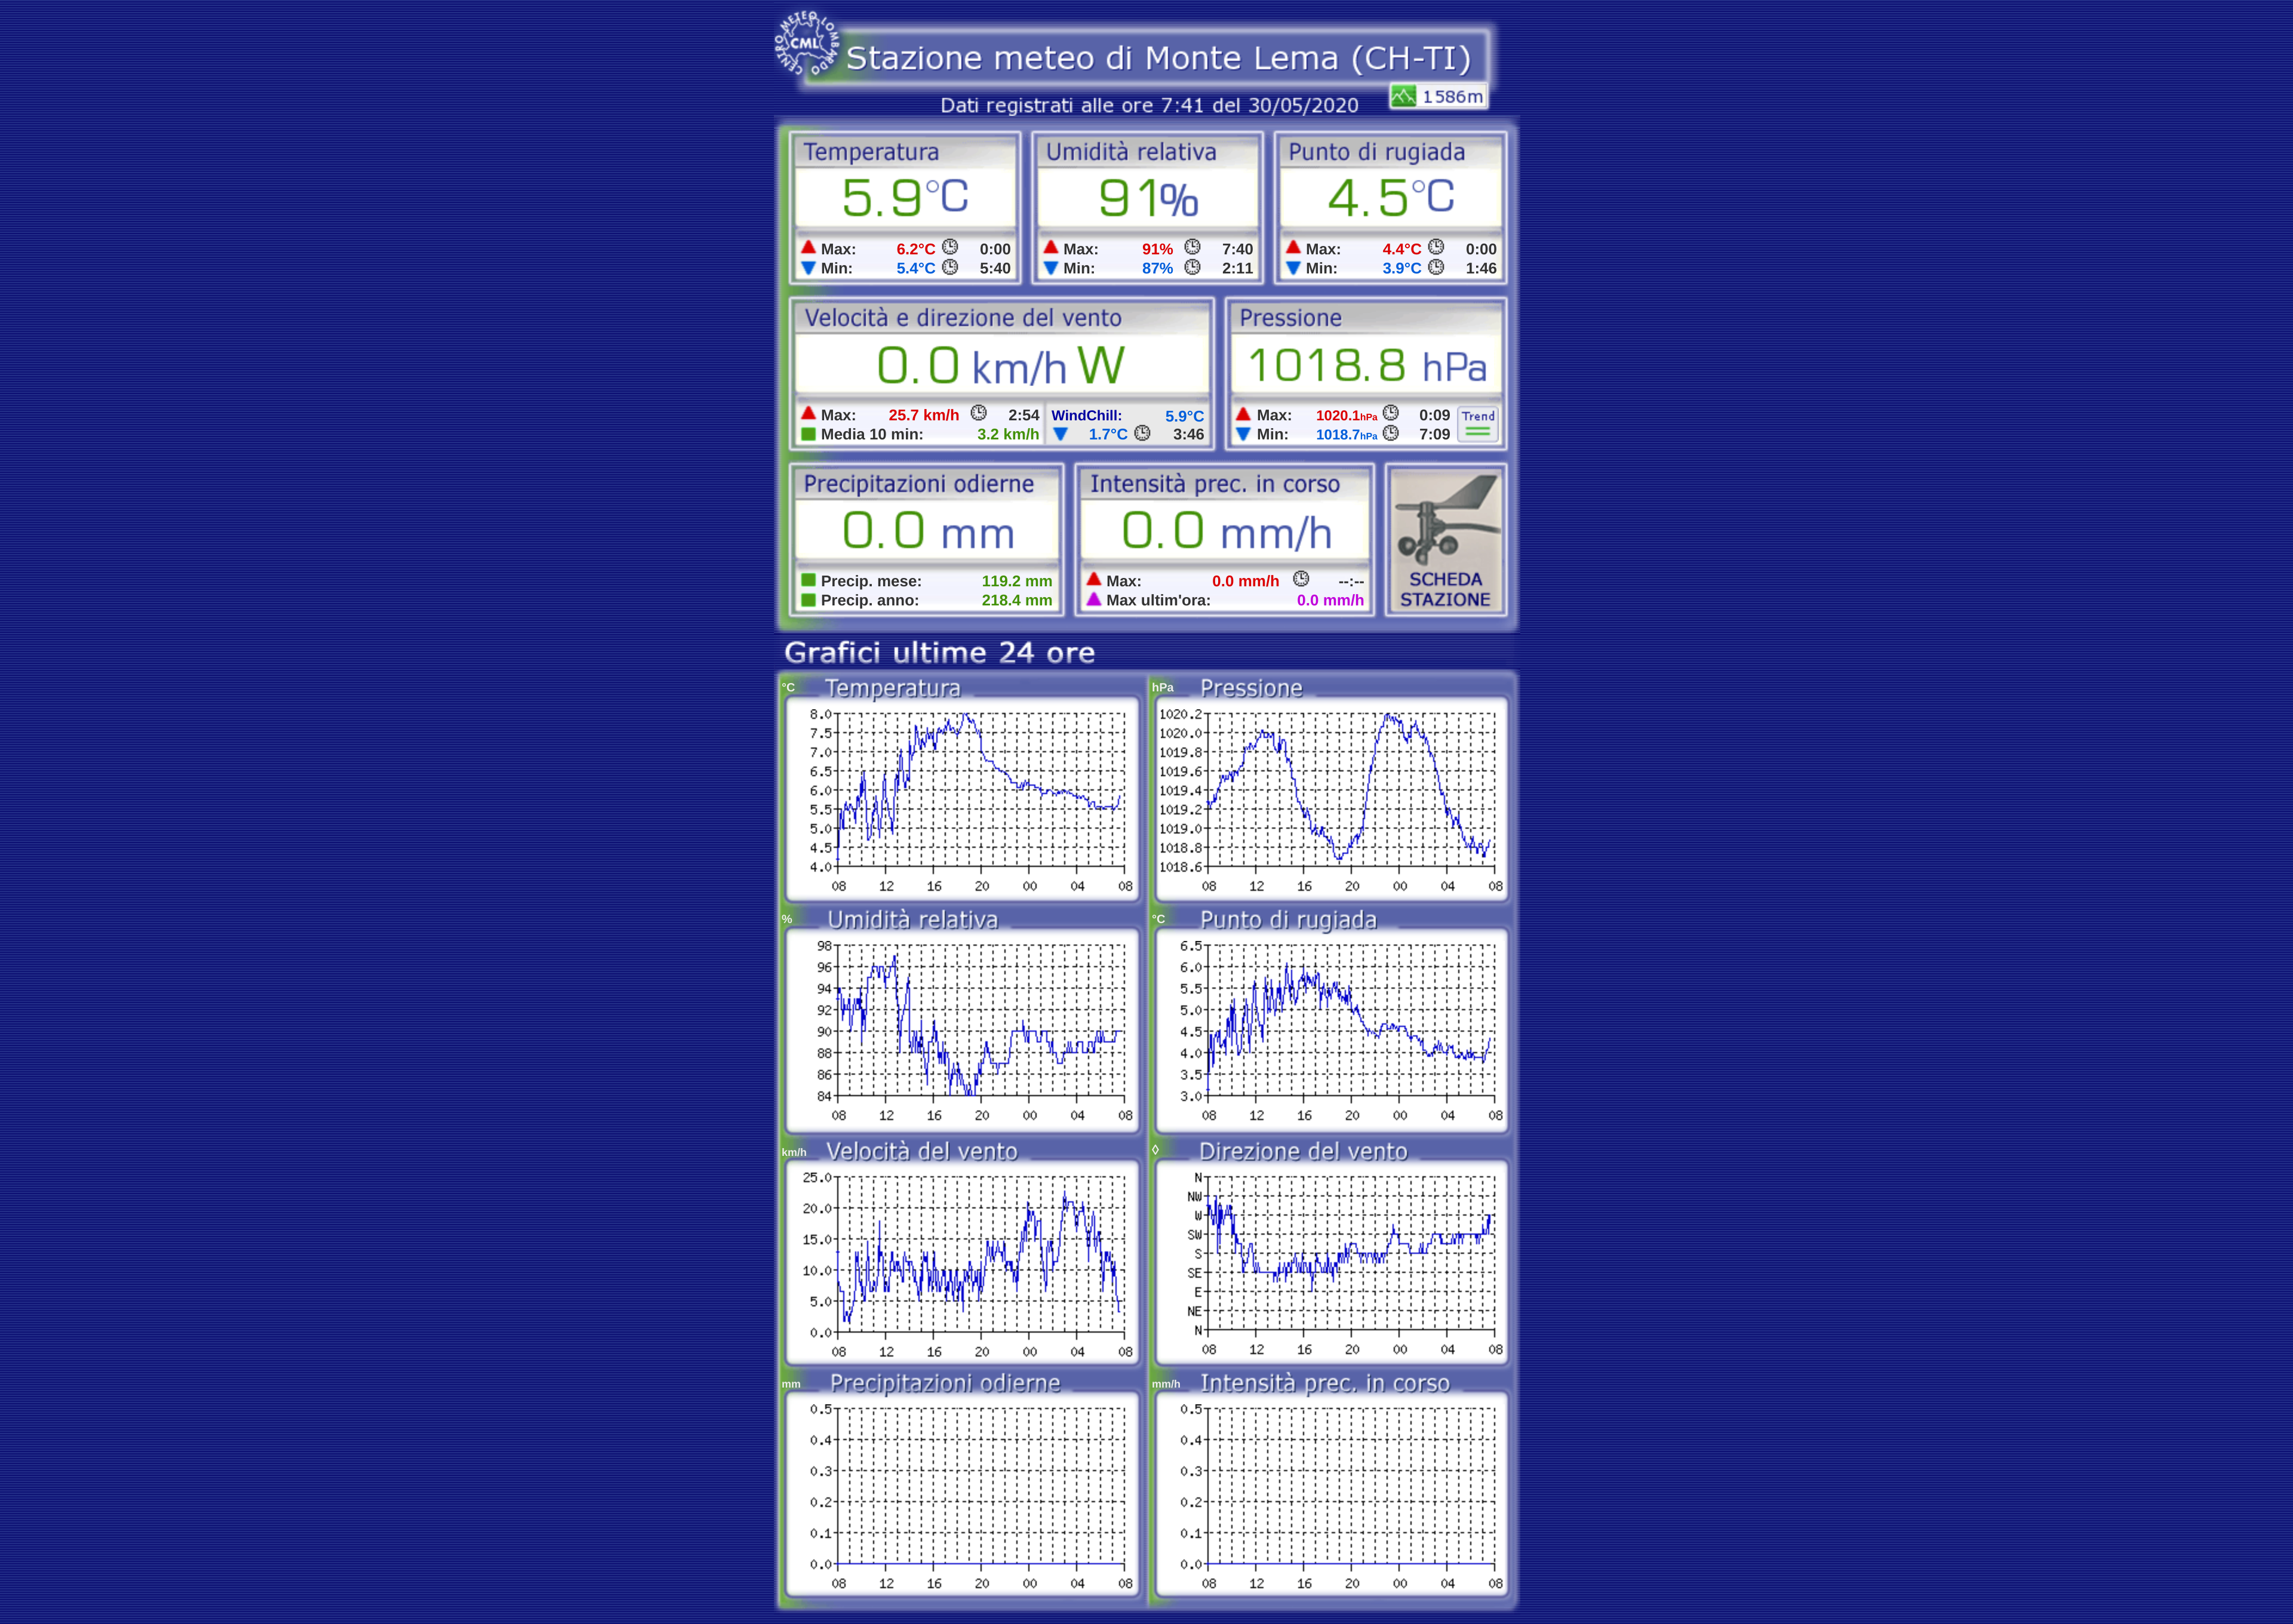 CENTRO METEO LOMBARDO
CML
Stazione meteo di Monte Lema (CH-TI)
1586m
Dati registrati alle ore 7:41 del 30/05/2020
Temperatura
5.9°C
Max: 6.2°C 0:00
Min: 5.4°C 5:40
Umidità relativa
91%
Max: 91% 7:40
Min: 87% 2:11
Punto di rugiada
4.5°C
Max: 4.4°C 0:00
Min: 3.9°C 1:46
Velocità e direzione del vento
0.0 km/h W
Max: 25.7 km/h 2:54
Media 10 min: 3.2 km/h
WindChill: 5.9°C
1.7°C 3:46
Pressione
1018.8 hPa
Max: 1020.1hPa 0:09
Min: 1018.7hPa 7:09
Trend
Precipitazioni odierne
0.0 mm
Precip. mese: 119.2 mm
Precip. anno: 218.4 mm
Intensità prec. in corso
0.0 mm/h
Max: 0.0 mm/h --:--
Max ultim'ora: 0.0 mm/h
SCHEDA
STAZIONE
Grafici ultime 24 ore
°C Temperatura
8.0
7.5
7.0
6.5
6.0
5.5
5.0
4.5
4.0
08 12 16 20 00 04 08
hPa Pressione
1020.2
1020.0
1019.8
1019.6
1019.4
1019.2
1019.0
1018.8
1018.6
08 12 16 20 00 04 08
% Umidità relativa
98
96
94
92
90
88
86
84
08 12 16 20 00 04 08
°C Punto di rugiada
6.5
6.0
5.5
5.0
4.5
4.0
3.5
3.0
08 12 16 20 00 04 08
km/h Velocità del vento
25.0
20.0
15.0
10.0
5.0
0.0
08 12 16 20 00 04 08
◊ Direzione del vento
N
NW
W
SW
S
SE
E
NE
N
08 12 16 20 00 04 08
mm Precipitazioni odierne
0.5
0.4
0.3
0.2
0.1
0.0
08 12 16 20 00 04 08
mm/h Intensità prec. in corso
0.5
0.4
0.3
0.2
0.1
0.0
08 12 16 20 00 04 08